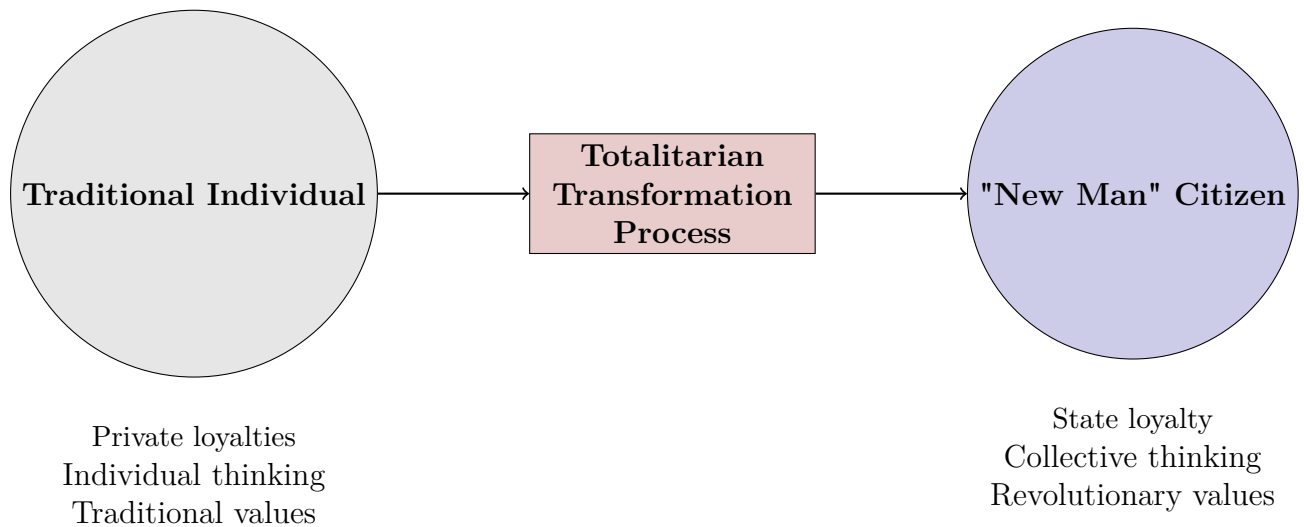 Traditional Individual
Totalitarian
Transformation
Process
"New Man" Citizen
Private loyalties
Individual thinking
Traditional values
State loyalty
Collective thinking
Revolutionary values